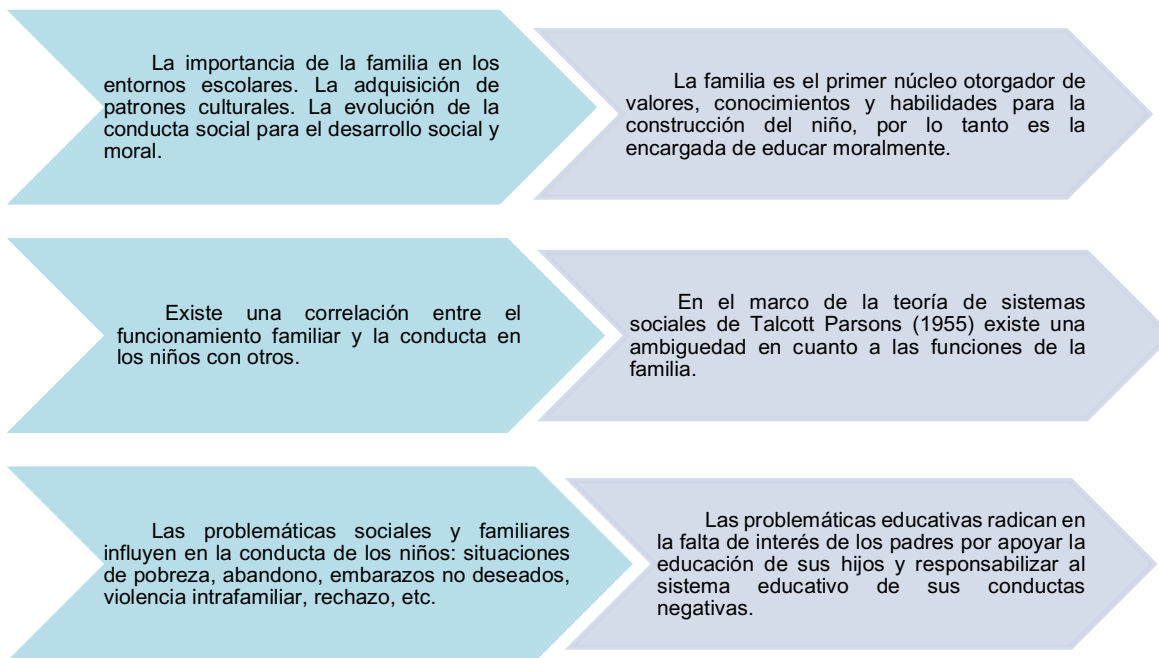 La importancia de la familia en los
entornos escolares. La adquisición de
patrones culturales. La evolución de la
conducta social para el desarrollo social y
moral.
La familia es el primer núcleo otorgador de
valores, conocimientos y habilidades para la
construcción del niño, por lo tanto es la
encargada de educar moralmente.
Existe una correlación entre el
funcionamiento familiar y la conducta en
los niños con otros.
En el marco de la teoría de sistemas
sociales de Talcott Parsons (1955) existe una
ambiguedad en cuanto a las funciones de la
familia.
Las problemáticas sociales y familiares
influyen en la conducta de los niños: situaciones
de pobreza, abandono, embarazos no deseados,
violencia intrafamiliar, rechazo, etc.
Las problemáticas educativas radican en
la falta de interés de los padres por apoyar la
educación de sus hijos y responsabilizar al
sistema educativo de sus conductas
negativas.